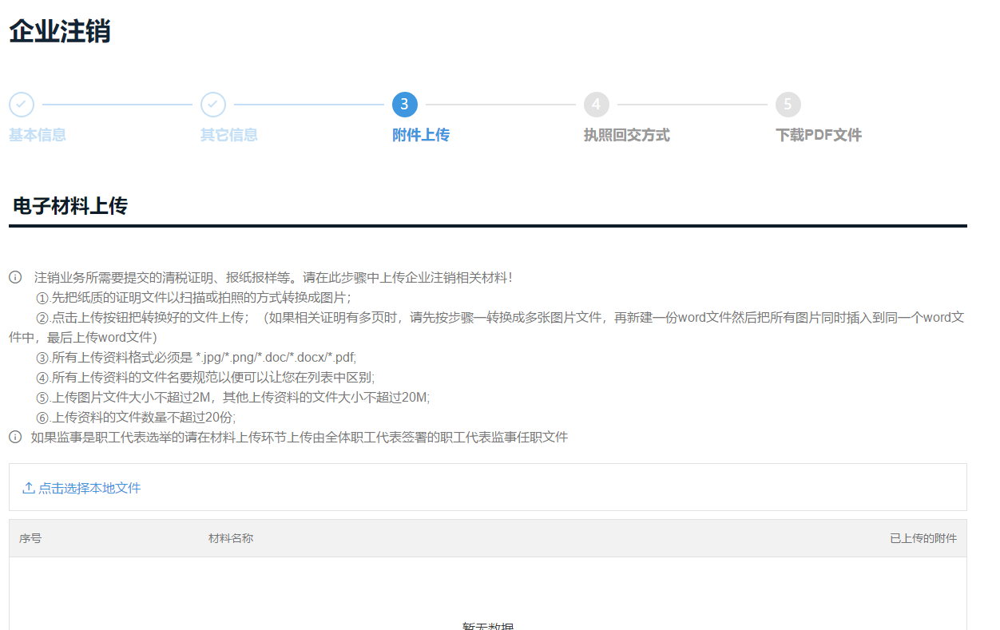 企业注销
3 4 5
基本信息 其它信息 附件上传 执照回交方式 下载PDF文件
电子材料上传
注销业务所需要提交的清税证明、报纸报样等。请在此步骤中上传企业注销相关材料！
①.先把纸质的证明文件以扫描或拍照的方式转换成图片；
②.点击上传按钮把转换好的文件上传；（如果相关证明有多页时，请先按步骤一转换成多张图片文件，再新建一份word文件然后把所有图片同时插入到同一个word文
件中，最后上传word文件)
③.所有上传资料格式必须是 *.jpg/*.png/*.doc/*.docx/*.pdf;
④.所有上传资料的文件名要规范以便可以让您在列表中区别;
⑤.上传图片文件大小不超过2M，其他上传资料的文件大小不超过20M;
⑥.上传资料的文件数量不超过20份;
如果监事是职工代表选举的请在材料上传环节上传由全体职工代表签署的职工代表监事任职文件
点击选择本地文件
序号 材料名称 已上传的附件
暂无数据